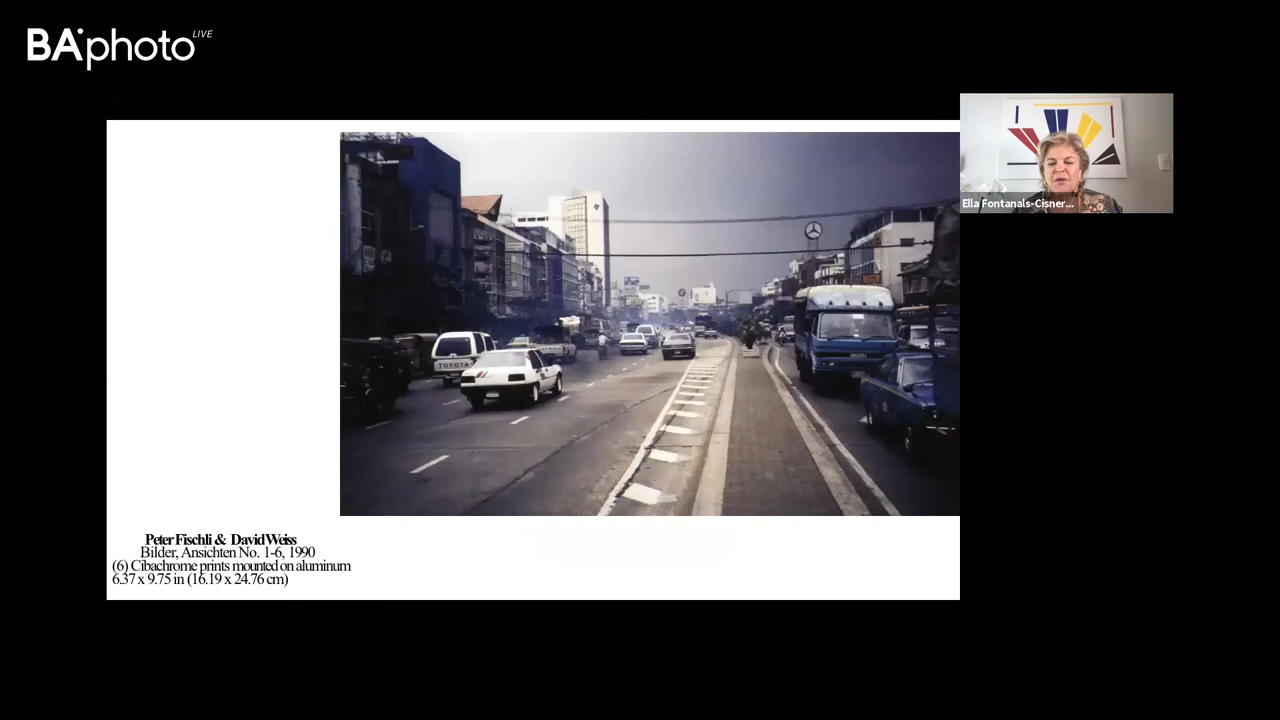 BAphoto LIVE
Ella Fontanals-Cisner...
TOYOTA
ISUZU
Peter Fischli & David Weiss
Bilder, Ansichten No. 1-6, 1990
(6) Cibachrome prints mounted on aluminum
6.37 x 9.75 in (16.19 x 24.76 cm)